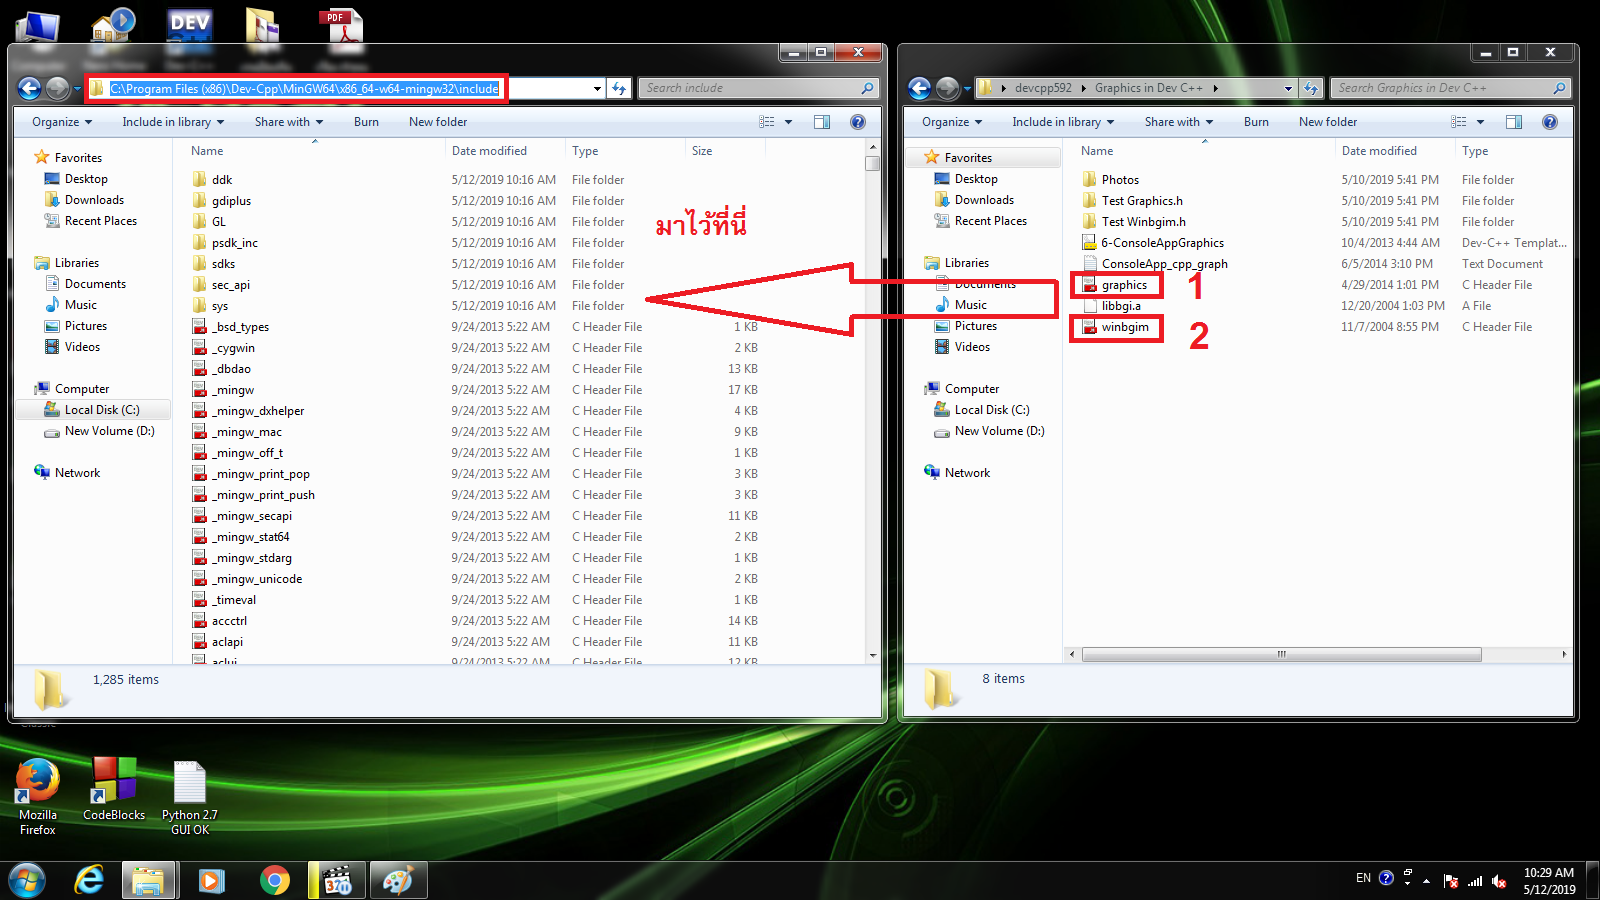 DEV
PDF
C:\Program Files (x86)\Dev-Cpp\MinGW64\x86_64-w64-mingw32\include
Search include
Organize
Include in library
Share with
Burn
New folder
Name
Date modified
Type
Size
Favorites
Desktop
Downloads
Recent Places
Libraries
Documents
Music
Pictures
Videos
Computer
Local Disk (C:)
New Volume (D:)
Network
ddk 5/12/2019 10:16 AM File folder
gdiplus 5/12/2019 10:16 AM File folder
GL 5/12/2019 10:16 AM File folder
psdk_inc 5/12/2019 10:16 AM File folder
sdks 5/12/2019 10:16 AM File folder
sec_api 5/12/2019 10:16 AM File folder
sys 5/12/2019 10:16 AM File folder
_bsd_types 9/24/2013 5:22 AM C Header File 1 KB
_cygwin 9/24/2013 5:22 AM C Header File 2 KB
_dbdao 9/24/2013 5:22 AM C Header File 13 KB
_mingw 9/24/2013 5:22 AM C Header File 17 KB
_mingw_dxhelper 9/24/2013 5:22 AM C Header File 4 KB
_mingw_mac 9/24/2013 5:22 AM C Header File 9 KB
_mingw_off_t 9/24/2013 5:22 AM C Header File 1 KB
_mingw_print_pop 9/24/2013 5:22 AM C Header File 3 KB
_mingw_print_push 9/24/2013 5:22 AM C Header File 3 KB
_mingw_secapi 9/24/2013 5:22 AM C Header File 11 KB
_mingw_stat64 9/24/2013 5:22 AM C Header File 2 KB
_mingw_stdarg 9/24/2013 5:22 AM C Header File 1 KB
_mingw_unicode 9/24/2013 5:22 AM C Header File 2 KB
_timeval 9/24/2013 5:22 AM C Header File 1 KB
accctrl 9/24/2013 5:22 AM C Header File 14 KB
aclapi 9/24/2013 5:22 AM C Header File 11 KB
aclui 9/24/2013 5:22 AM C Header File 12 KB
1,285 items
มาไว้ที่นี่
devcpp592 Graphics in Dev C++
Search Graphics in Dev C++
Organize
Include in library
Share with
Burn
New folder
Name
Date modified
Type
Favorites
Desktop
Downloads
Recent Places
Libraries
Documents
Music
Pictures
Videos
Computer
Local Disk (C:)
New Volume (D:)
Network
Photos 5/10/2019 5:41 PM File folder
Test Graphics.h 5/10/2019 5:41 PM File folder
Test Winbgim.h 5/10/2019 5:41 PM File folder
6-ConsoleAppGraphics 10/4/2013 4:44 AM Dev-C++ Templat...
ConsoleApp_cpp_graph 6/5/2014 3:10 PM Text Document
graphics 1 4/29/2014 1:01 PM C Header File
libbgi.a 12/20/2004 1:03 PM A File
winbgim 2 11/7/2004 8:55 PM C Header File
8 items
Mozilla
Firefox
CodeBlocks
Python 2.7
GUI OK
321
EN
10:29 AM
5/12/2019